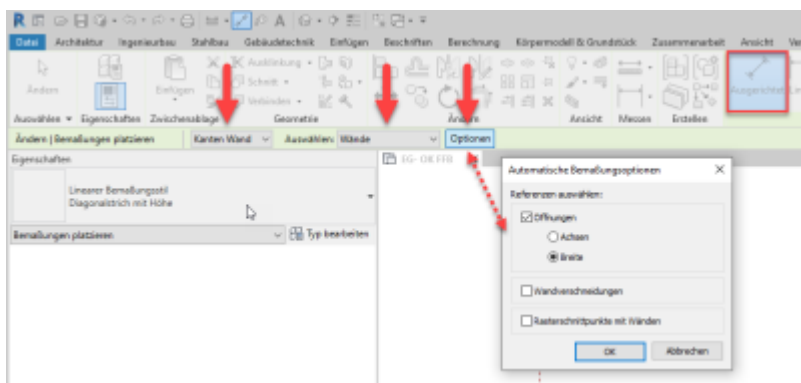 Datei Architektur Ingenieurbau Stahlbau Gebäudetechnik Einfügen Beschriften Berechnung Körpermodell & Grundstück Zusammenarbeit Ansicht
Ausklinkung
Schnitt
Verbinden
Ändern Einfügen Ausgerichtet
Auswählen Eigenschaften Zwischenablage Geometrie Ändern Ansicht Messen Erstellen
Ändern | Bemaßungen platzieren Kanten Wand Auswählen: Wände Optionen
Eigenschaften
EG- OK FFB
Linearer Bemaßungsstil
Diagonalstrich mit Höhe
Bemaßungen platzieren Typ bearbeiten
Automatische Bemaßungsoptionen
Referenzen auswählen:
Öffnungen
Achsen
Breite
Wandverschneidungen
Rasterschnittpunkte mit Wänden
OK Abbrechen